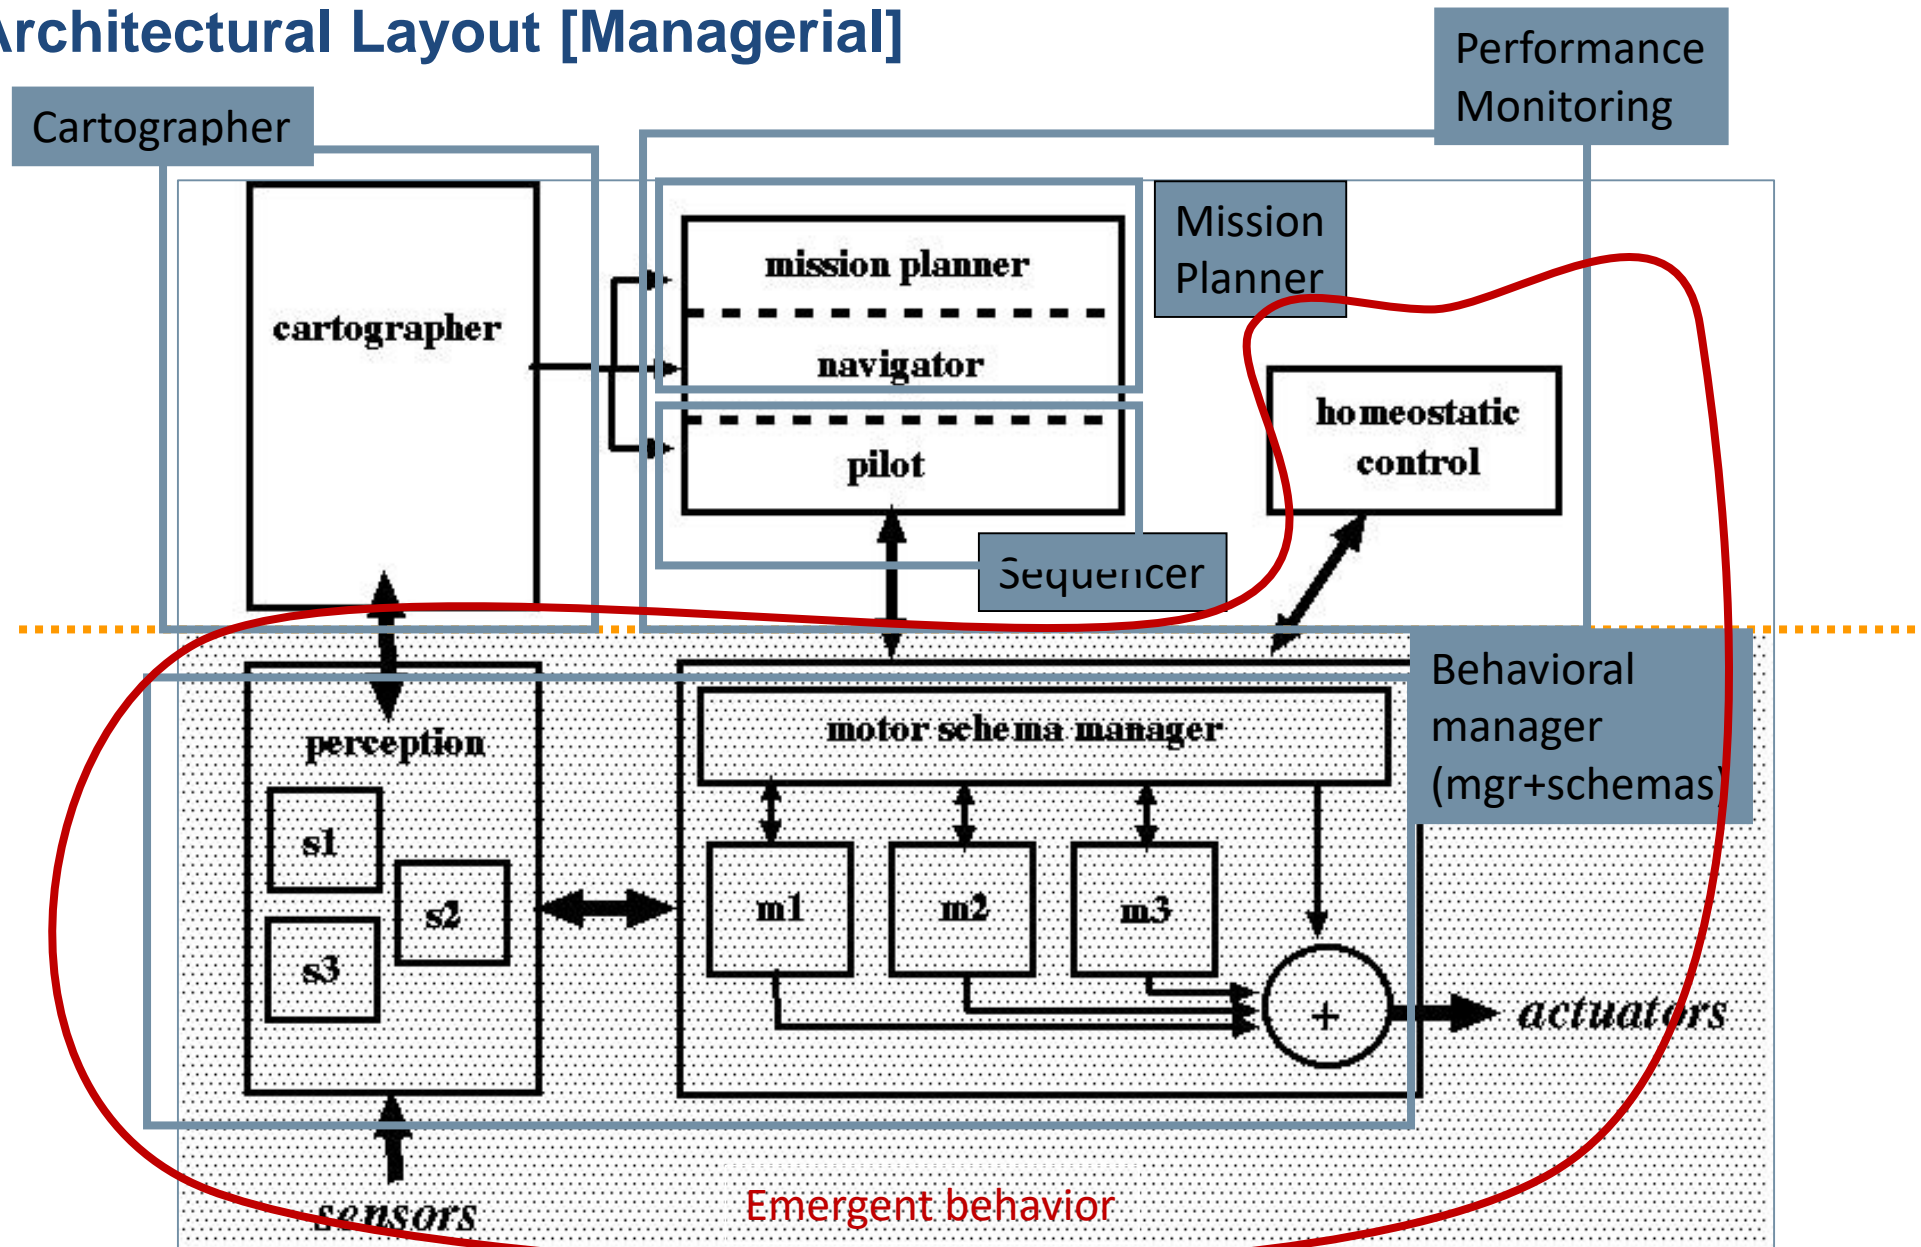 Architectural Layout [Managerial]
Performance
Monitoring
Cartographer
Mission
Planner
mission planner
cartographer
navigator
homeostatic
control
pilot
Sequencer
Behavioral
manager
(mgr+schemas)
perception
motor schema manager
s1
s2
s3
m1
m2
m3
+
actuators
sensors
Emergent behavior